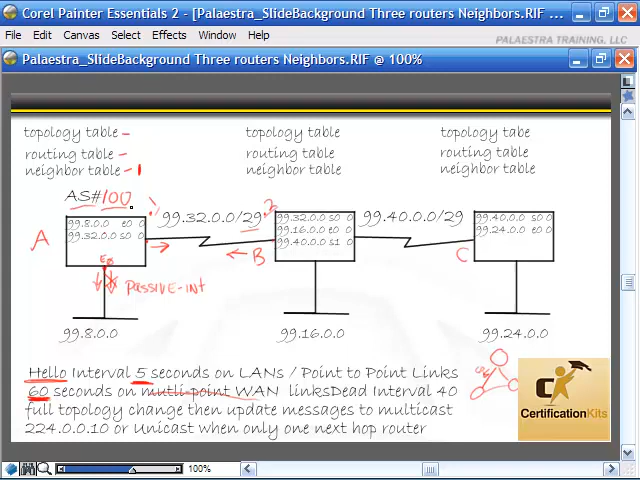 Corel Painter Essentials 2 - [Palaestra_SlideBackground Three routers Neighbors.RIF ...
File Edit Canvas Select Effects Window Help
PALAESTRA TRAINING, LLC
Palaestra_SlideBackground Three routers Neighbors.RIF @ 100%
topology table - topology table topology tabe
routing table - routing table routing table
neighbor table - 1 neighbor table neighbor table
AS#100
99.32.0.0/29 99.40.0.0/29
99.8.0.0 e0 0 99.32.0.0 s0 0 99.40.0.0 s0 0
99.32.0.0 s0 0 99.16.0.0 e0 0 99.24.0.0 e0 0
99.40.0.0 s1 0
A B C
E0
PASSIVE-INT
99.8.0.0 99.16.0.0 99.24.0.0
Hello Interval 5 seconds on LANs / Point to Point Links
60 seconds on mutli-point WAN linksDead Interval 40
full topology change then update messages to multicast
224.0.0.10 or Unicast when only one next hop router
CertificationKits
100%